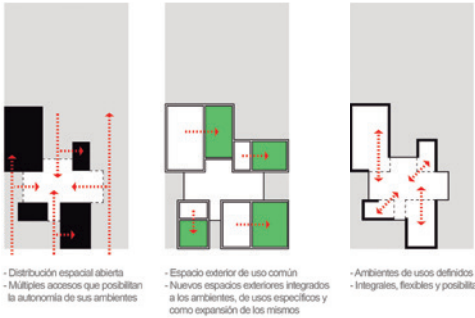 - Distribución espacial abierta
- Múltiples accesos que posibilitan
la autonomía de sus ambientes
- Espacio exterior de uso común
- Nuevos espacios exteriores integrados
a los ambientes, de usos específicos y
como expansión de los mismos
- Ambientes de usos definidos
- Integrales, flexibles y